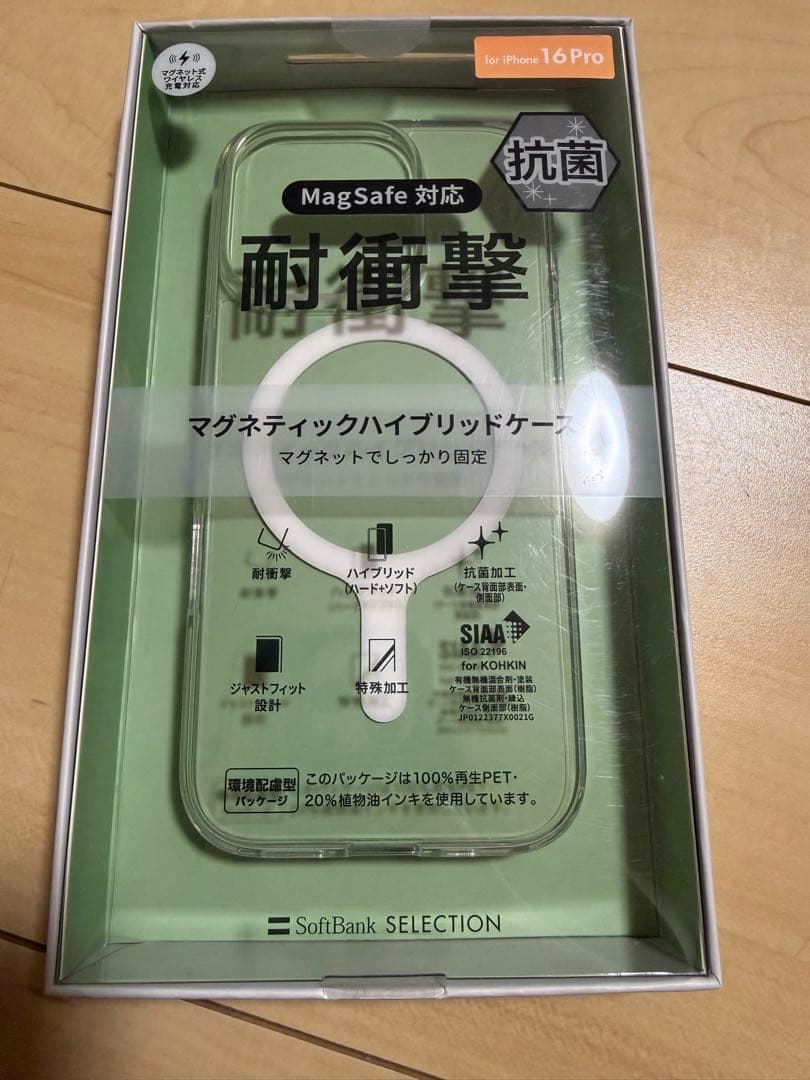 マグネット式
ワイヤレス
充電対応
for iPhone 16 Pro
抗菌
MagSafe 対応
耐衝撃
マグネティックハイブリッドケース
マグネットでしっかり固定
耐衝撃
ハイブリッド
(ハード+ソフト)
抗菌加工
(ケース背面部表面・
側面部)
ジャストフィット
設計
特殊加工
SIAA
ISO 22196
for KOHKIN
有機無機混合剤・塗装
ケース背面部表面(樹脂)
無機抗菌剤・練込
ケース側面部(樹脂)
JP0122377X0021G
環境配慮型
パッケージ
このパッケージは100%再生PET・
20%植物油インキを使用しています。
SoftBank SELECTION